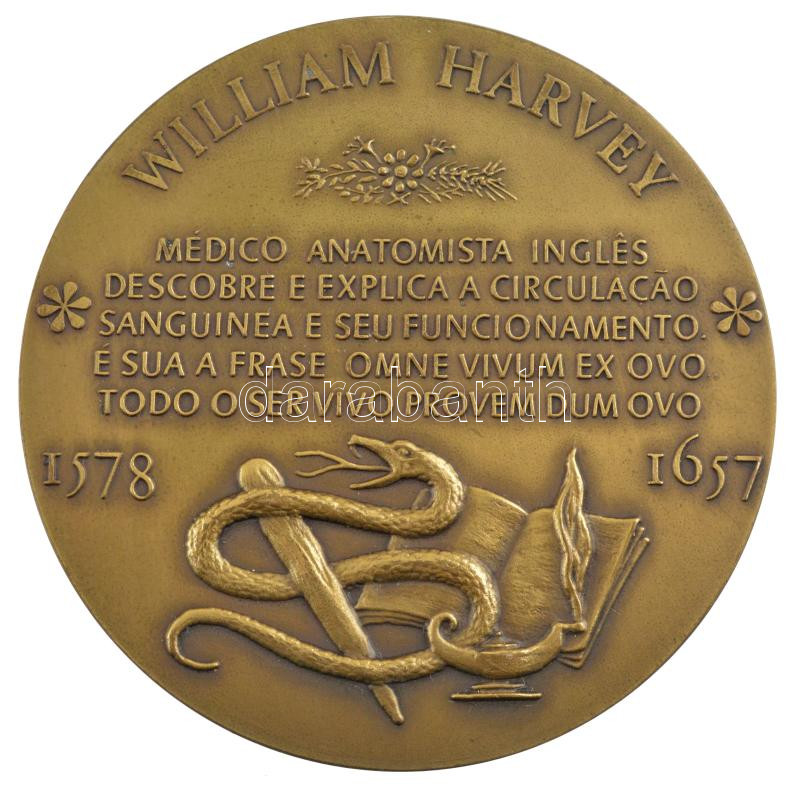 WILLIAM HARVEY
MÉDICO ANATOMISTA INGLÊS
DESCOBRE E EXPLICA A CIRCULAÇÃO
SANGUINEA E SEU FUNCIONAMENTO.
É SUA A FRASE OMNE VIVUM EX OVO
TODO O SER VIVO PROVEM DUM OVO
darabanth
1578
1657